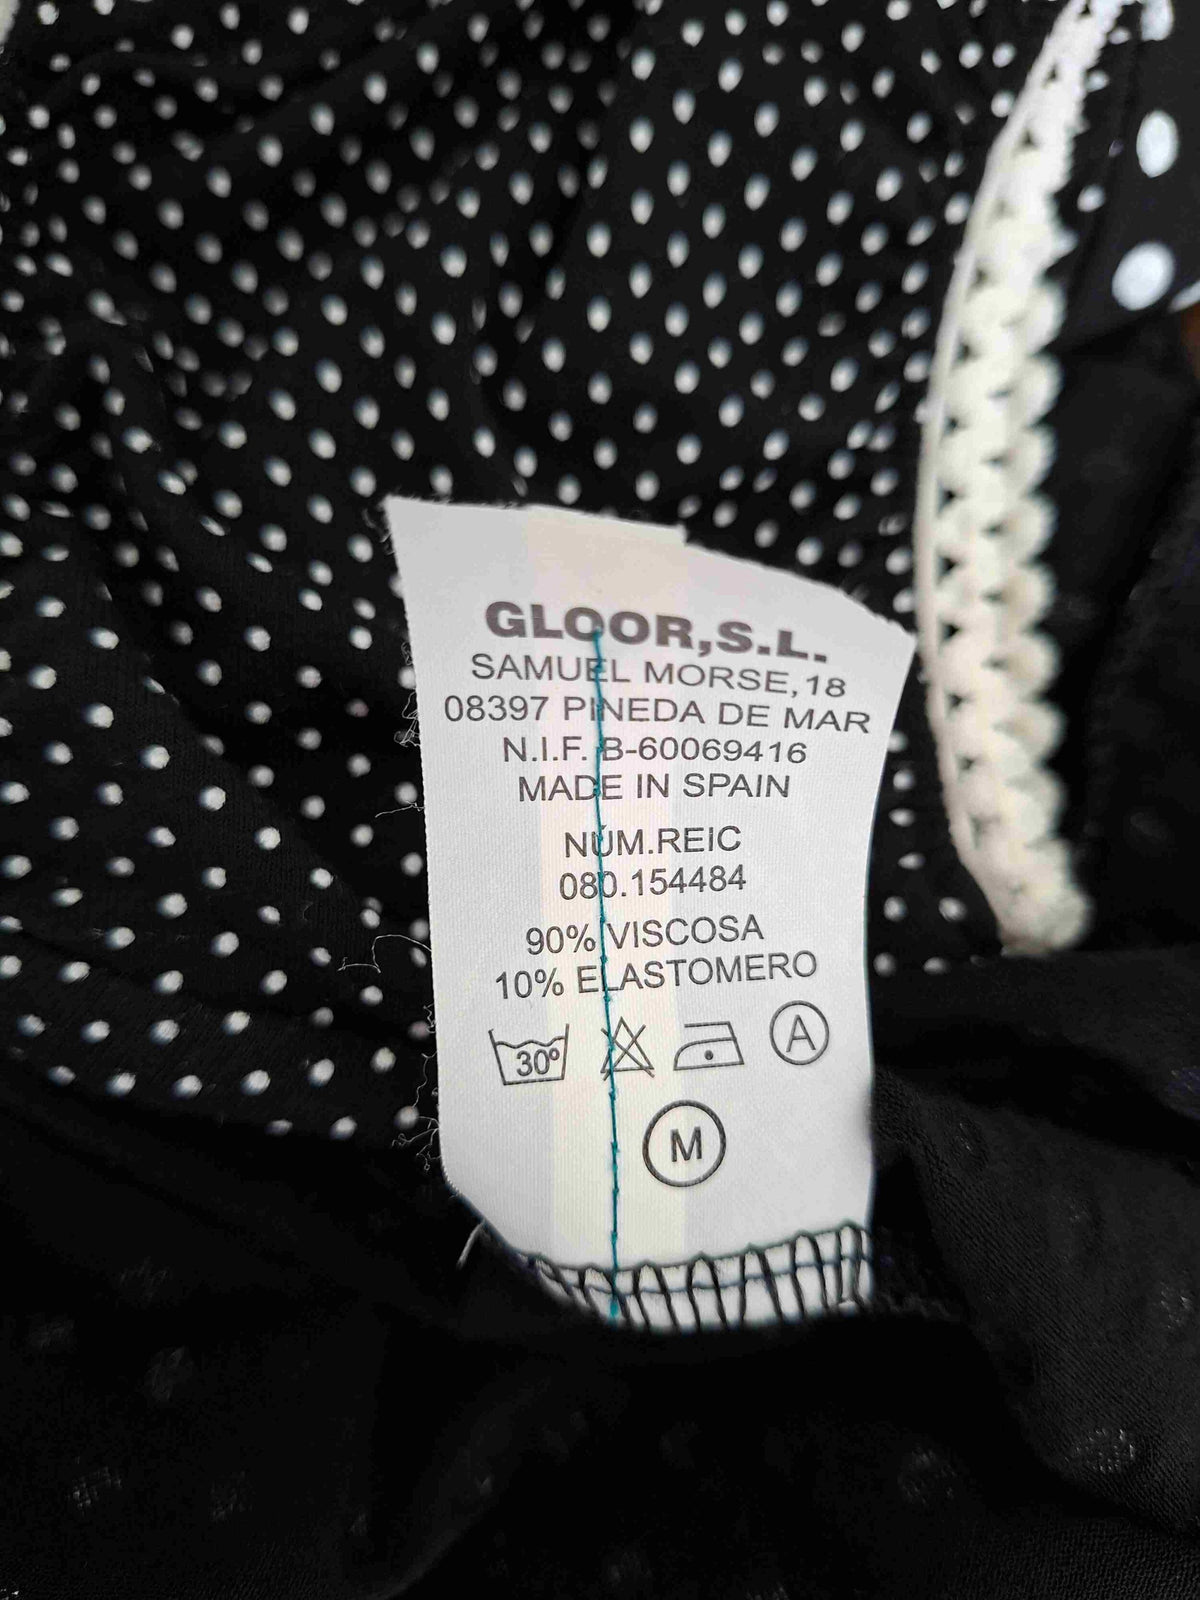 GLOOR,S.L.
SAMUEL MORSE,18
08397 PINEDA DE MAR
N.I.F. B-60069416
MADE IN SPAIN
NÚM.REIC
080.154484
90% VISCOSA
10% ELASTOMERO
30º
A
M